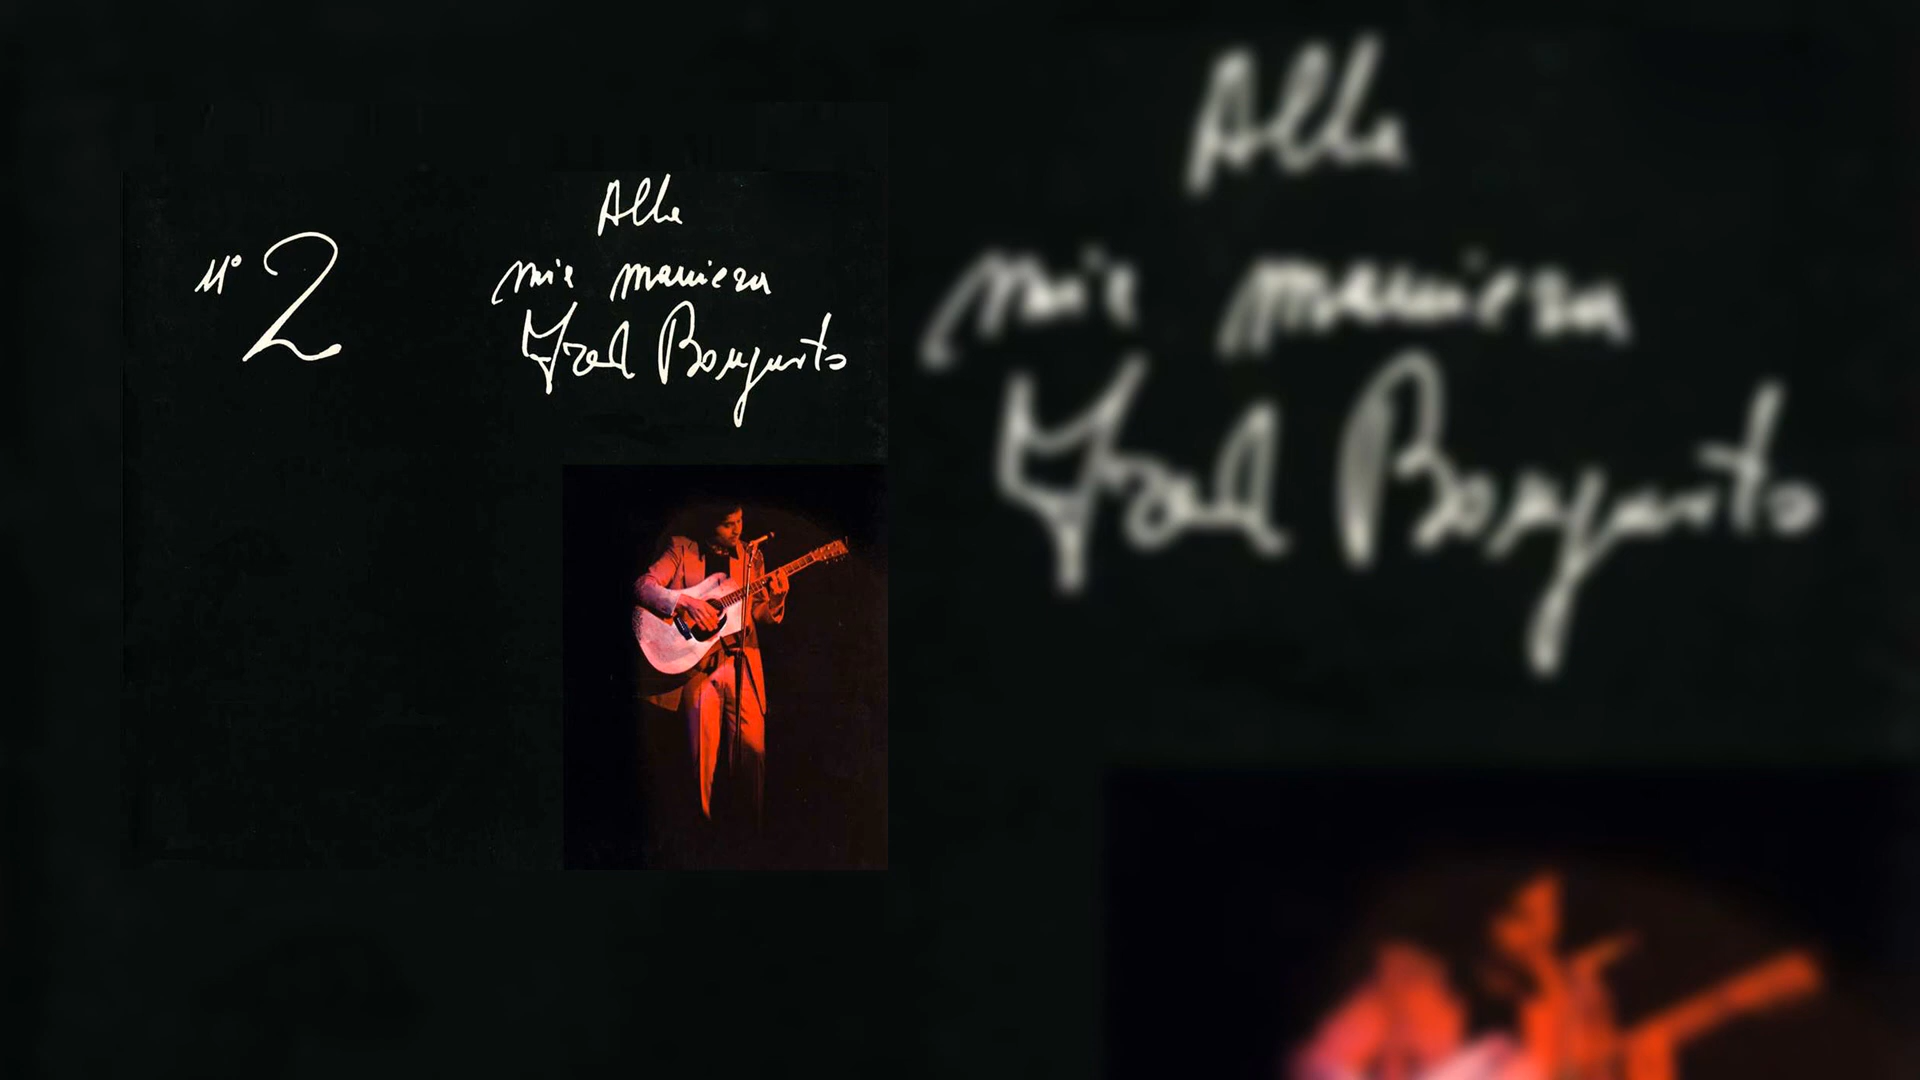 n° 2
Alla
mia maniera
Fred Bongusto
Alla
mia maniera
Fred Bongusto